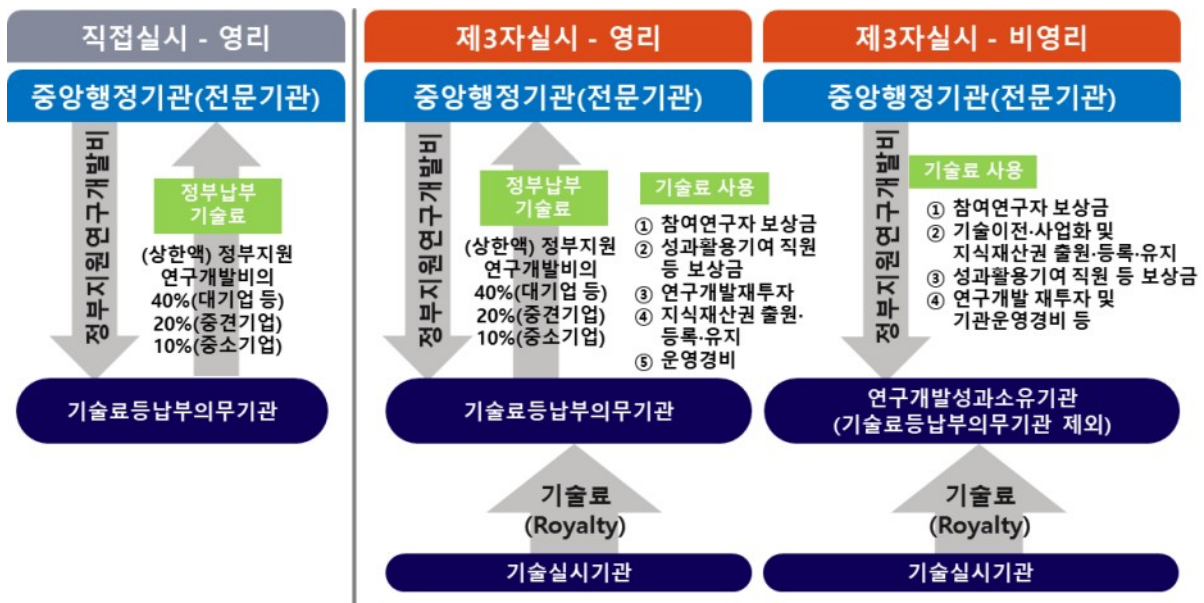 직접실시 - 영리
중앙행정기관(전문기관)
정부지원연구개발비
정부납부
기술료
(상한액) 정부지원
연구개발비의
40%(대기업 등)
20%(중견기업)
10%(중소기업)
기술료등납부의무기관
제3자실시 - 영리
중앙행정기관(전문기관)
정부지원연구개발비
정부납부
기술료
(상한액) 정부지원
연구개발비의
40%(대기업 등)
20%(중견기업)
10%(중소기업)
기술료 사용
① 참여연구자 보상금
② 성과활용기여 직원
등 보상금
③ 연구개발재투자
④ 지식재산권 출원·
등록·유지
⑤ 운영경비
기술료등납부의무기관
기술료
(Royalty)
기술실시기관
제3자실시 - 비영리
중앙행정기관(전문기관)
정부지원연구개발비
기술료 사용
① 참여연구자 보상금
② 기술이전·사업화 및
지식재산권 출원·등록·유지
③ 성과활용기여 직원 등 보상금
④ 연구개발 재투자 및
기관운영경비 등
연구개발성과소유기관
(기술료등납부의무기관 제외)
기술료
(Royalty)
기술실시기관